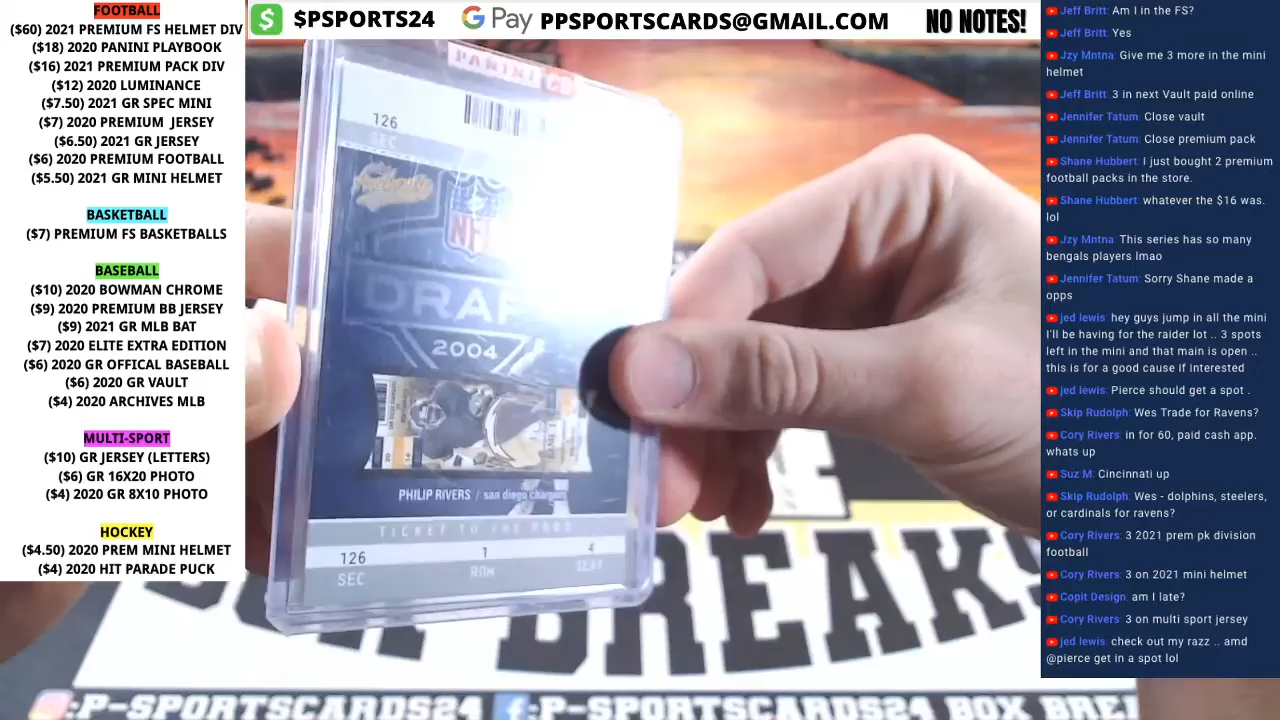 FOOTBALL
($60) 2021 PREMIUM FS HELMET DIV
($18) 2020 PANINI PLAYBOOK
($16) 2021 PREMIUM PACK DIV
($12) 2020 LUMINANCE
($7.50) 2021 GR SPEC MINI
($7) 2020 PREMIUM JERSEY
($6.50) 2021 GR JERSEY
($6) 2020 PREMIUM FOOTBALL
($5.50) 2021 GR MINI HELMET
BASKETBALL
($7) PREMIUM FS BASKETBALLS
BASEBALL
($10) 2020 BOWMAN CHROME
($9) 2020 PREMIUM BB JERSEY
($9) 2021 GR MLB BAT
($7) 2020 ELITE EXTRA EDITION
($6) 2020 GR OFFICAL BASEBALL
($6) 2020 GR VAULT
($4) 2020 ARCHIVES MLB
MULTI-SPORT
($10) GR JERSEY (LETTERS)
($6) GR 16X20 PHOTO
($4) 2020 GR 8X10 PHOTO
HOCKEY
($4.50) 2020 PREM MINI HELMET
($4) 2020 HIT PARADE PUCK
$PSPORTS24
G Pay PPSPORTSCARDS@GMAIL.COM
NO NOTES!
PANINI
126
SEC
NFL
DRAF
2004
PHILIP RIVERS / san diego chargers
TICKET TO THE PROS
126 1 4
SEC ROW SEAT
BREAK
:P-SPORTSCARDS24
:P-SPORTSCARDS24 BOX BREA
Jeff Britt: Am I in the FS?
Jeff Britt: Yes
Jzy Mntna: Give me 3 more in the mini
helmet
Jeff Britt: 3 in next Vault paid online
Jennifer Tatum: Close vault
Jennifer Tatum: Close premium pack
Shane Hubbert: I just bought 2 premium
football packs in the store.
Shane Hubbert: whatever the $16 was.
lol
Jzy Mntna: This series has so many
bengals players lmao
Jennifer Tatum: Sorry Shane made a
opps
jed lewis: hey guys jump in all the mini
I'll be having for the raider lot .. 3 spots
left in the mini and that main is open ..
this is for a good cause if interested
jed lewis: Pierce should get a spot .
Skip Rudolph: Wes Trade for Ravens?
Cory Rivers: in for 60, paid cash app.
whats up
Suz M: Cincinnati up
Skip Rudolph: Wes - dolphins, steelers,
or cardinals for ravens?
Cory Rivers: 3 2021 prem pk division
football
Cory Rivers: 3 on 2021 mini helmet
Copit Design: am I late?
Cory Rivers: 3 on multi sport jersey
jed lewis: check out my razz .. amd
@pierce get in a spot lol